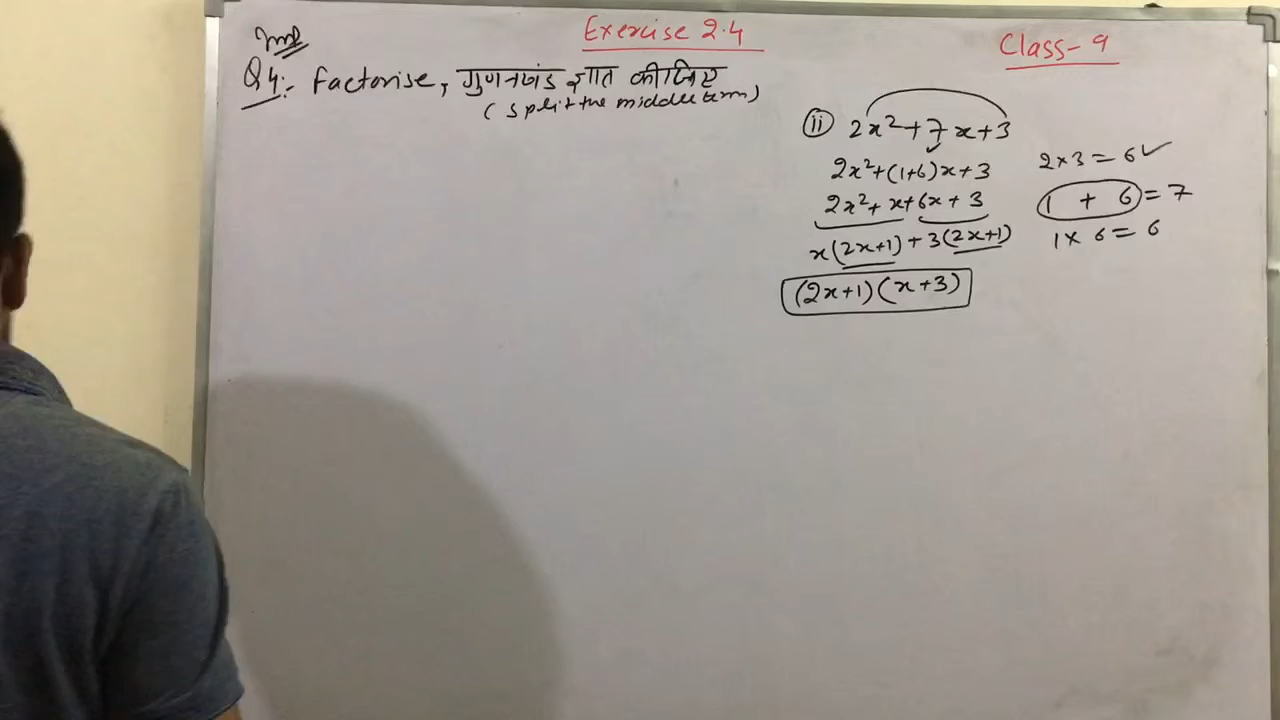 Exercise 2.4
Class-9
Imp
Q4:- Factorise, गुणनखंड ज्ञात कीजिए
(split the middle term)
ii 2x²+7x+3
2x²+(1+6)x+3
2x²+x+6x+3
x(2x+1)+3(2x+1)
(2x+1)(x+3)
2×3=6✓
1 + 6=7
1×6=6